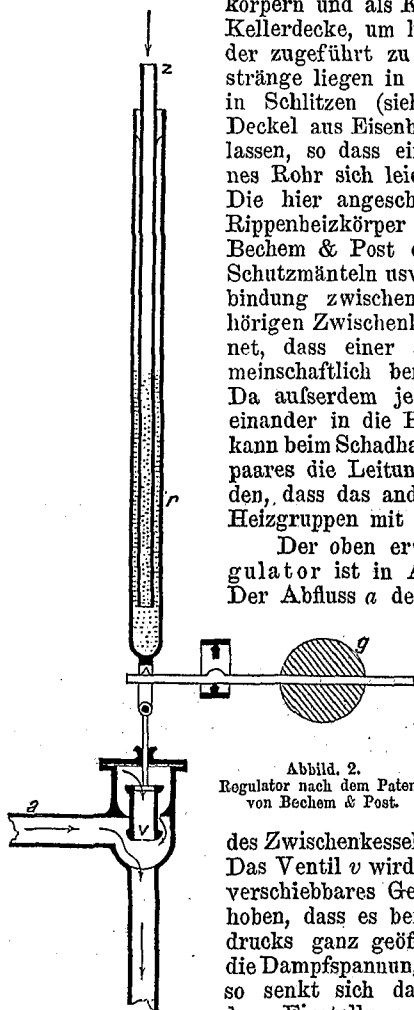 körpern und als R
Kellerdecke, um h
der zugeführt zu
stränge liegen in
in Schlitzen (sieh
Deckel aus Eisenb
lassen, so dass ein
nes Rohr sich leic
Die hier angesch
Rippenheizkörper
Bechem & Post
Schutzmänteln usw
bindung zwischen
hörigen Zwischenk
net, dass einer
meinschaftlich be
Da aufserdem je
einander in die H
kann beim Schadha
paares die Leitun
den, dass das and
Heizgruppen mit
Der oben er
gulator ist in A
Der Abfluss a de
z
r
g
a
v
Abbild. 2.
Regulator nach dem Paten
von Bechem & Post.
des Zwischenkessel
Das Ventil v wird
verschiebbares Ge
hoben, dass es be
drucks ganz geöf
die Dampfspannun
so senkt sich da